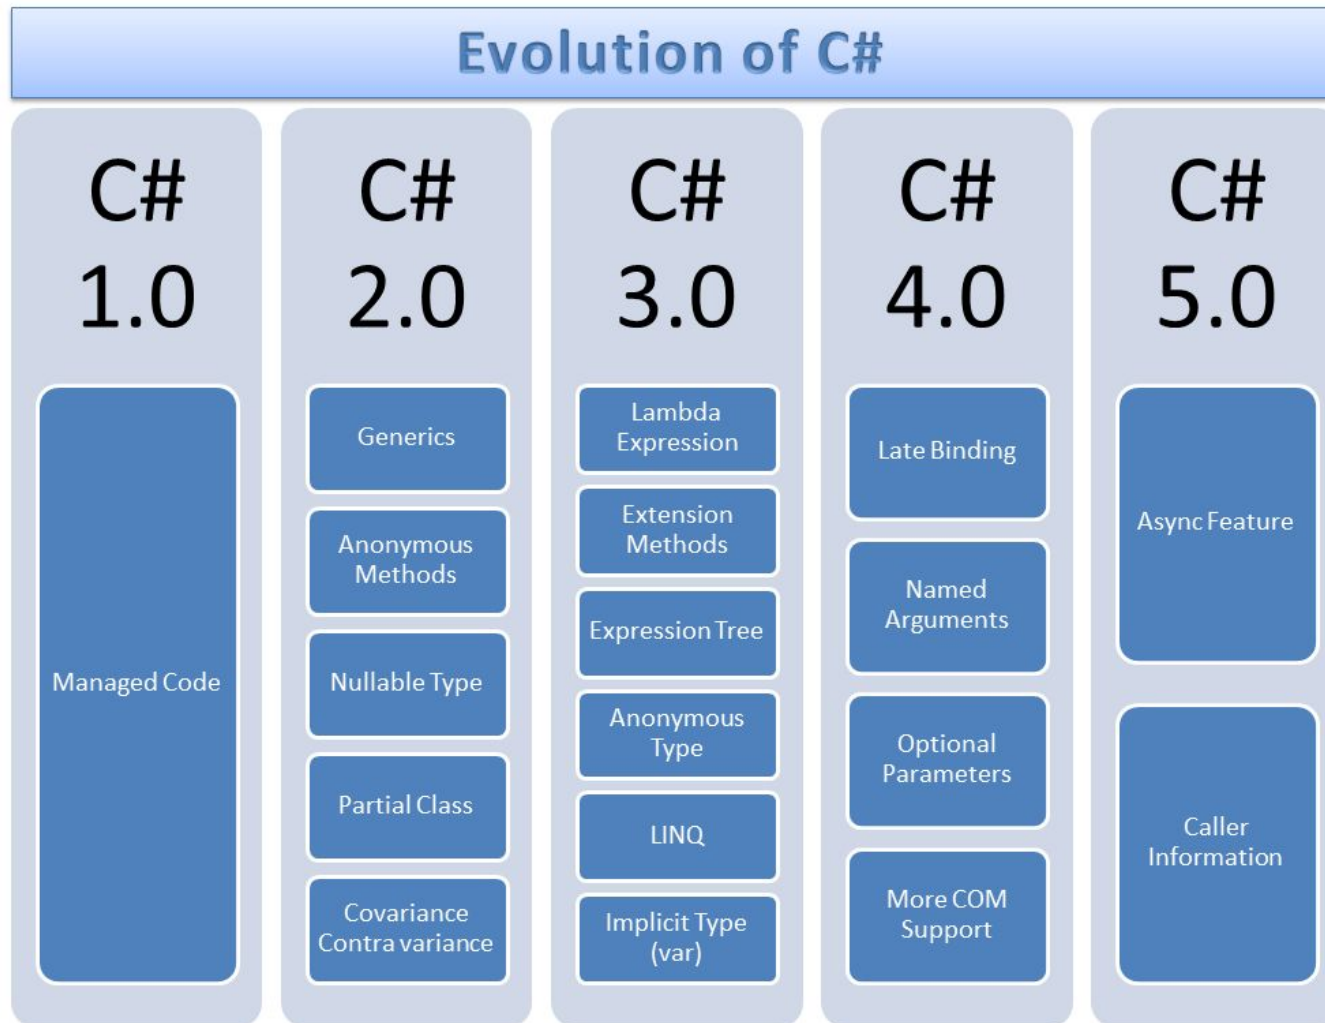 Evolution of C#
C#
1.0
Managed Code
C#
2.0
Generics
Anonymous
Methods
Nullable Type
Partial Class
Covariance
Contra variance
C#
3.0
Lambda
Expression
Extension
Methods
Expression Tree
Anonymous
Type
LINQ
Implicit Type
(var)
C#
4.0
Late Binding
Named
Arguments
Optional
Parameters
More COM
Support
C#
5.0
Async Feature
Caller
Information